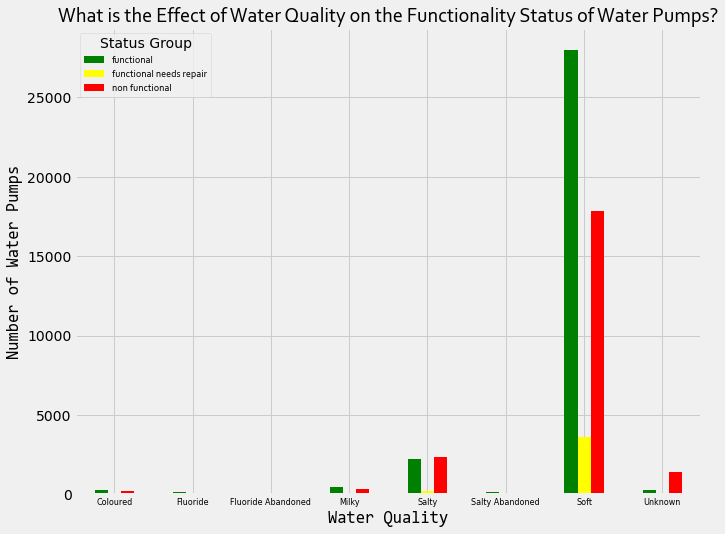 What is the Effect of Water Quality on the Functionality Status of Water Pumps?
Status Group
functional
functional needs repair
non functional
Number of Water Pumps
25000
20000
15000
10000
5000
0
Coloured
Fluoride
Fluoride Abandoned
Milky
Salty
Salty Abandoned
Soft
Unknown
Water Quality